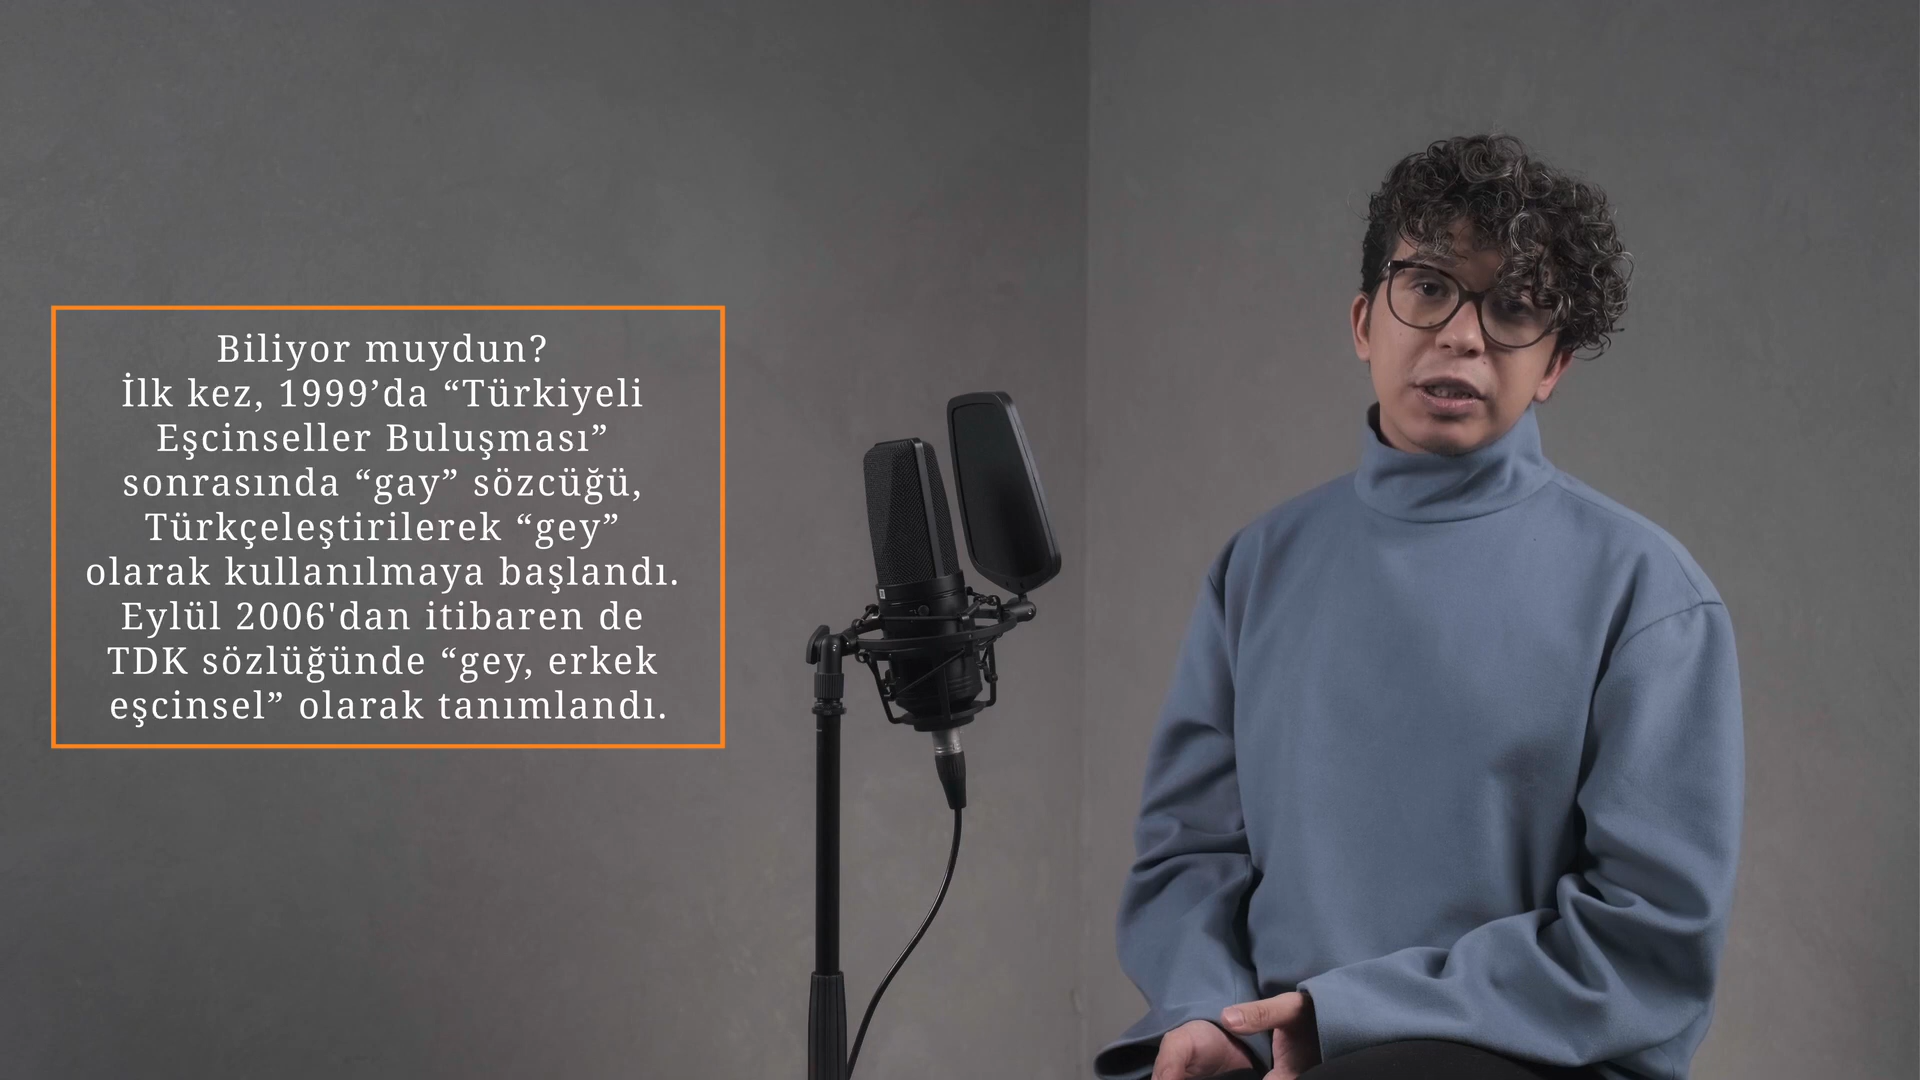 Biliyor muydun?
İlk kez, 1999’da “Türkiyeli
Eşcinseller Buluşması”
sonrasında “gay” sözcüğü,
Türkçeleştirilerek “gey”
olarak kullanılmaya başlandı.
Eylül 2006'dan itibaren de
TDK sözlüğünde “gey, erkek
eşcinsel” olarak tanımlandı.